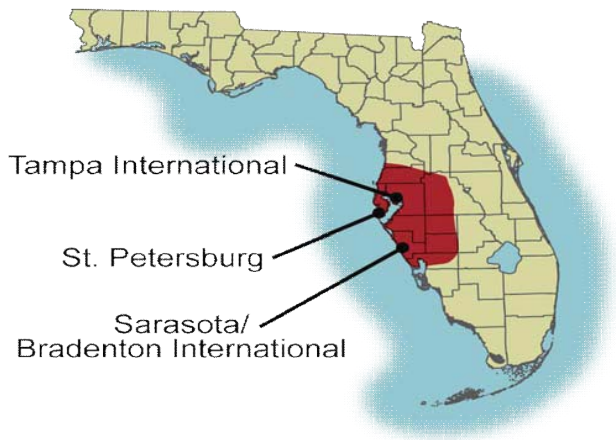 Tampa International
St. Petersburg
Sarasota/
Bradenton International